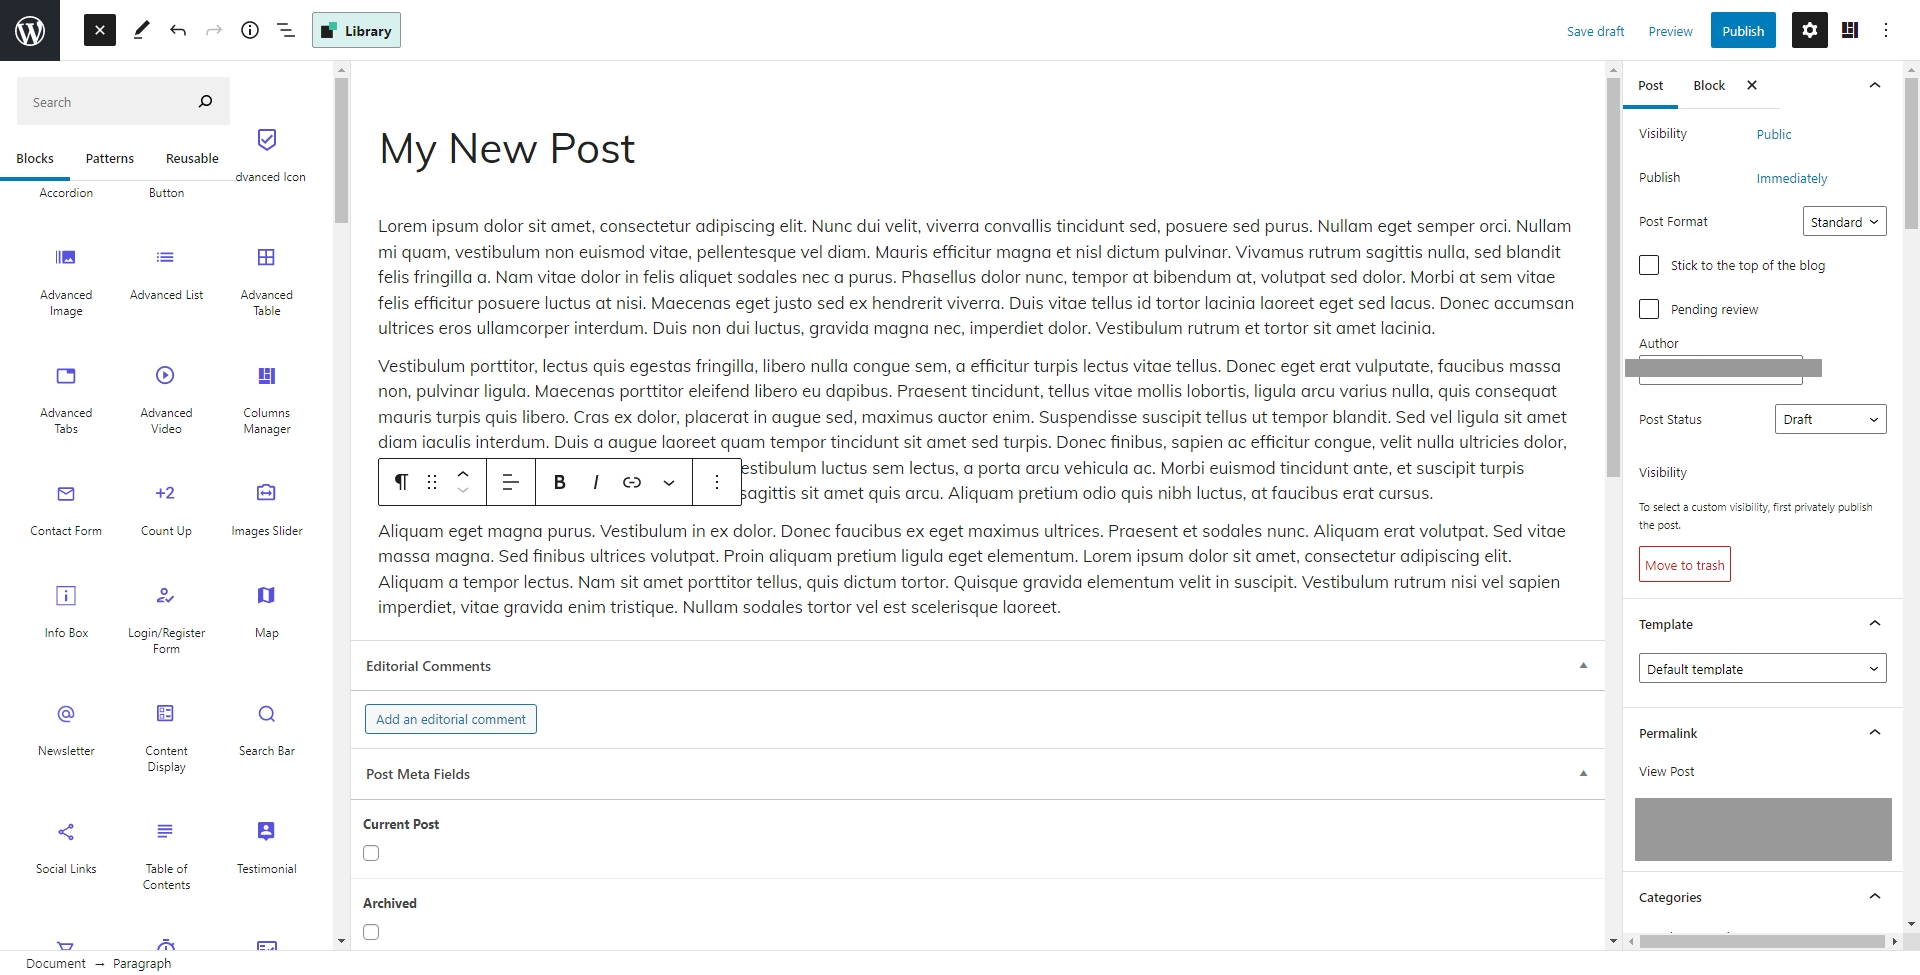 Library
Save draft
Preview
Publish
Search
Blocks
Patterns
Reusable
dvanced Icon
Accordion
Button
Advanced
Image
Advanced List
Advanced
Table
Advanced
Tabs
Advanced
Video
Columns
Manager
Contact Form
+2
Count Up
Images Slider
Info Box
Login/Register
Form
Map
Newsletter
Content
Display
Search Bar
Social Links
Table of
Contents
Testimonial
My New Post
Lorem ipsum dolor sit amet, consectetur adipiscing elit. Nunc dui velit, viverra convallis tincidunt sed, posuere sed purus. Nullam eget semper orci. Nullam
mi quam, vestibulum non euismod vitae, pellentesque vel diam. Mauris efficitur magna et nisl dictum pulvinar. Vivamus rutrum sagittis nulla, sed blandit
felis fringilla a. Nam vitae dolor in felis aliquet sodales nec a purus. Phasellus dolor nunc, tempor at bibendum at, volutpat sed dolor. Morbi at sem vitae
felis efficitur posuere luctus at nisi. Maecenas eget justo sed ex hendrerit viverra. Duis vitae tellus id tortor lacinia laoreet eget sed lacus. Donec accumsan
ultrices eros ullamcorper interdum. Duis non dui luctus, gravida magna nec, imperdiet dolor. Vestibulum rutrum et tortor sit amet lacinia.
Vestibulum porttitor, lectus quis egestas fringilla, libero nulla congue sem, a efficitur turpis lectus vitae tellus. Donec eget erat vulputate, faucibus massa
non, pulvinar ligula. Maecenas porttitor eleifend libero eu dapibus. Praesent tincidunt, tellus vitae mollis lobortis, ligula arcu varius nulla, quis consequat
mauris turpis quis libero. Cras ex dolor, placerat in augue sed, maximus auctor enim. Suspendisse suscipit tellus ut tempor blandit. Sed vel ligula sit amet
diam iaculis interdum. Duis a augue laoreet quam tempor tincidunt sit amet sed turpis. Donec finibus, sapien ac efficitur congue, velit nulla ultricies dolor,
estibulum luctus sem lectus, a porta arcu vehicula ac. Morbi euismod tincidunt ante, et suscipit turpis
B I
sagittis sit amet quis arcu. Aliquam pretium odio quis nibh luctus, at faucibus erat cursus.
Aliquam eget magna purus. Vestibulum in ex dolor. Donec faucibus ex eget maximus ultrices. Praesent et sodales nunc. Aliquam erat volutpat. Sed vitae
massa magna. Sed finibus ultrices volutpat. Proin aliquam pretium ligula eget elementum. Lorem ipsum dolor sit amet, consectetur adipiscing elit.
Aliquam a tempor lectus. Nam sit amet porttitor tellus, quis dictum tortor. Quisque gravida elementum velit in suscipit. Vestibulum rutrum nisi vel sapien
imperdiet, vitae gravida enim tristique. Nullam sodales tortor vel est scelerisque laoreet.
Editorial Comments
Add an editorial comment
Post Meta Fields
Current Post
Archived
Post
Block
Visibility
Public
Publish
Immediately
Post Format
Standard
Stick to the top of the blog
Pending review
Author
Post Status
Draft
Visibility
To select a custom visibility, first privately publish
the post.
Move to trash
Template
Default template
Permalink
View Post
Categories
Document → Paragraph